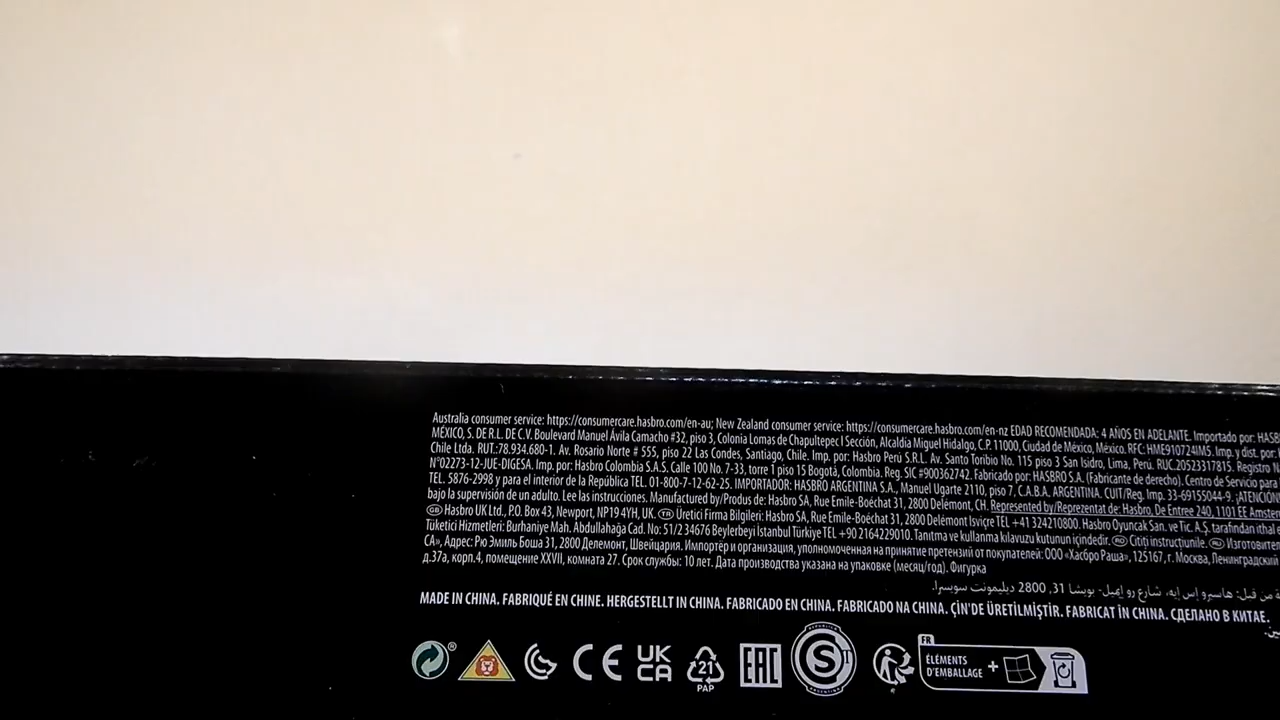 Australia consumer service: https://consumercare.hasbro.com/en-au; New Zealand consumer service: https://consumercare.hasbro.com/en-nz EDAD RECOMENDADA: 4 AÑOS EN ADELANTE. Importado por:
MÉXICO, S. DE R.L. DE C.V. Boulevard Manuel Ávila Camacho #32, piso 3, Colonia Lomas de Chapultepec I Sección, Alcaldía Miguel Hidalgo, C.P. 11000, Ciudad de México, México. RFC: HME910724IM5. Imp. y dist. por:
Chile Ltda. RUT.:78.934.680-1. Av. Rosario Norte # 555, piso 22 Las Condes, Santiago, Chile. Imp. por: Hasbro Perú S.R.L. Av. Santo Toribio No. 115 piso 3 San Isidro, Lima, Perú. RUC.20523317815. Registro
N°02273-12-JUE-DIGESA. Imp. por: Hasbro Colombia S.A.S. Calle 100 No. 7-33, torre 1 piso 15 Bogotá, Colombia. Reg. SIC #900362742. Fabricado por: HASBRO S.A. (Fabricante de derecho). Centro de Servicio para
TEL. 5876-2998 y para el interior de la República TEL. 01-800-7-12-62-25. IMPORTADOR: HASBRO ARGENTINA S.A., Manuel Ugarte 2110, piso 7, C.A.B.A. ARGENTINA. CUIT/Reg. Imp. 33-69155044-9.
bajo la supervisión de un adulto. Lee las instrucciones. Manufactured by/Produs de: Hasbro SA, Rue Emile-Boéchat 31, 2800 Delémont, CH. Represented by/Reprezentat de: Hasbro, De Entree 240, 1101 EE
GB Hasbro UK Ltd., P.O. Box 43, Newport, NP19 4YH, UK. TR Üretici Firma Bilgileri: Hasbro SA, Rue Emile-Boéchat 31, 2800 Delémont İsviçre TEL +41 324210800. Hasbro Oyuncak San. ve Tic. A.Ş. tarafından ithal
Tüketici Hizmetleri: Burhaniye Mah. Abdullahağa Cad. No: 51/2 34676 Beylerbeyi İstanbul Türkiye TEL +90 2164229010. Tanıtma ve kullanma kılavuzu kutunun içindedir. RO Citiți instrucțiunile. RU
СА», Адрес: Рю Эмиль Боша 31, 2800 Делемонт, Швейцария. Импортёр и организация, уполномоченная на принятие претензий от покупателей: ООО «Хасбро Раша», 125167, г. Москва, Ленинградский
д.37а, корп.4, помещение XXVII, комната 27. Срок службы: 10 лет. Дата производства указана на упаковке (месяц/год). Фигурка
من قبل: هاسبرو إس إيه، شارع رو إيميل- بويشا 31, 2800 ديليمونت سويسرا.
MADE IN CHINA. FABRIQUÉ EN CHINE. HERGESTELLT IN CHINA. FABRICADO EN CHINA. FABRICADO NA CHINA. ÇİN'DE ÜRETİLMİŞTİR. FABRICAT ÎN CHINA. СДЕЛАНО В КИТАЕ.
CE UK CA 21 PAP EAC S FR ÉLÉMENTS D'EMBALLAGE +